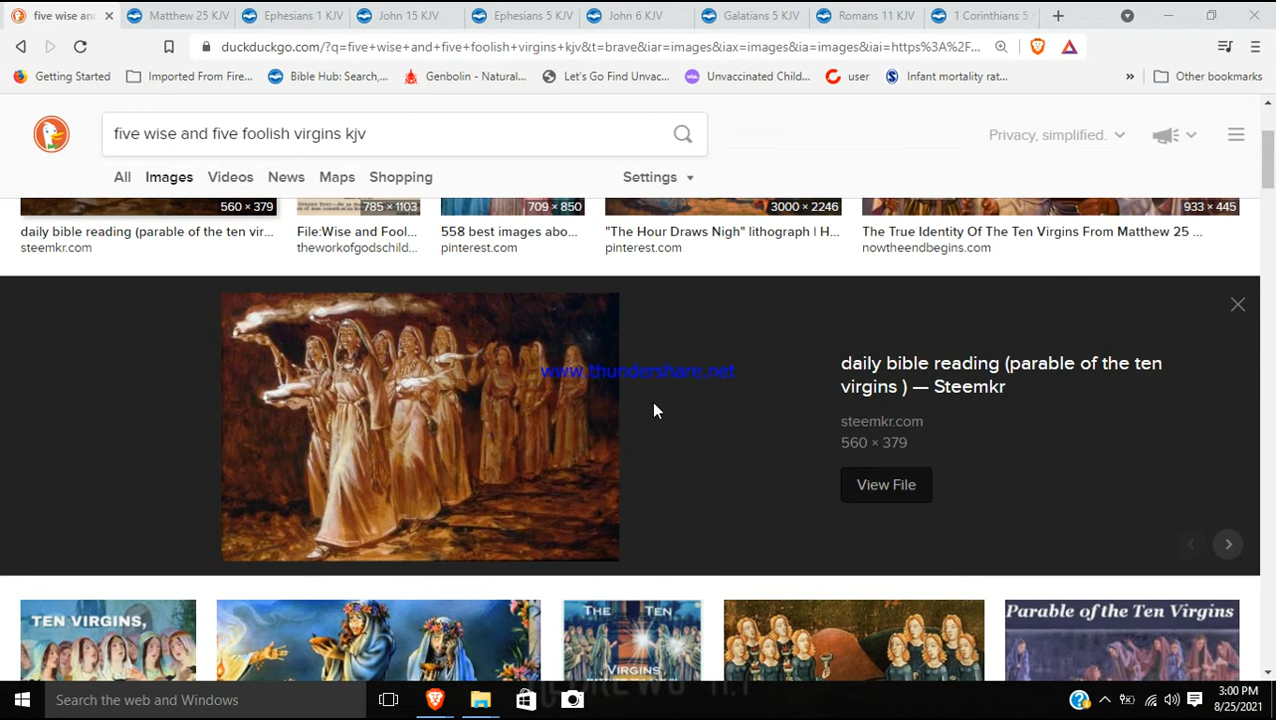 five wise and
Matthew 25 KJV
Ephesians 1 KJV
John 15 KJV
Ephesians 5 KJV
John 6 KJV
Galatians 5 KJV
Romans 11 KJV
1 Corinthians 5
duckduckgo.com/?q=five+wise+and+five+foolish+virgins+kjv&t=brave&iar=images&iax=images&ia=images&iai=https%3A%2F...
Getting Started
Imported From Fire...
Bible Hub: Search,...
Genbolin - Natural...
Let's Go Find Unvac...
Unvaccinated Child...
user
Infant mortality rat...
»
Other bookmarks
five wise and five foolish virgins kjv
Privacy, simplified.
All Images Videos News Maps Shopping
Settings
560 × 379
785 × 1103
709 × 850
3000 × 2246
933 × 445
daily bible reading (parable of the ten vir...
steemkr.com
File:Wise and Fool...
theworkofgodschild...
558 best images abo...
pinterest.com
"The Hour Draws Nigh" lithograph | H...
pinterest.com
The True Identity Of The Ten Virgins From Matthew 25 ...
nowtheendbegins.com
www.thundershare.net
daily bible reading (parable of the ten
virgins ) — Steemkr
steemkr.com
560 × 379
View File
TEN VIRGINS,
THE TEN
VIRGINS
Parable of the Ten Virgins
Search the web and Windows
3:00 PM
8/25/2021